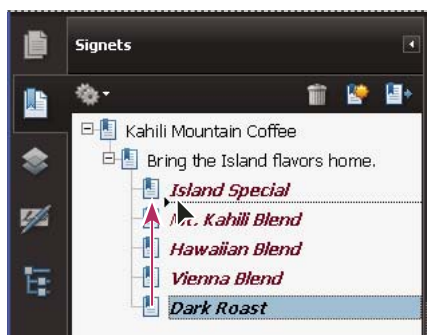 Signets
Kahili Mountain Coffee
Bring the Island flavors home.
Island Special
Kahili Blend
Hawaiian Blend
Vienna Blend
Dark Roast